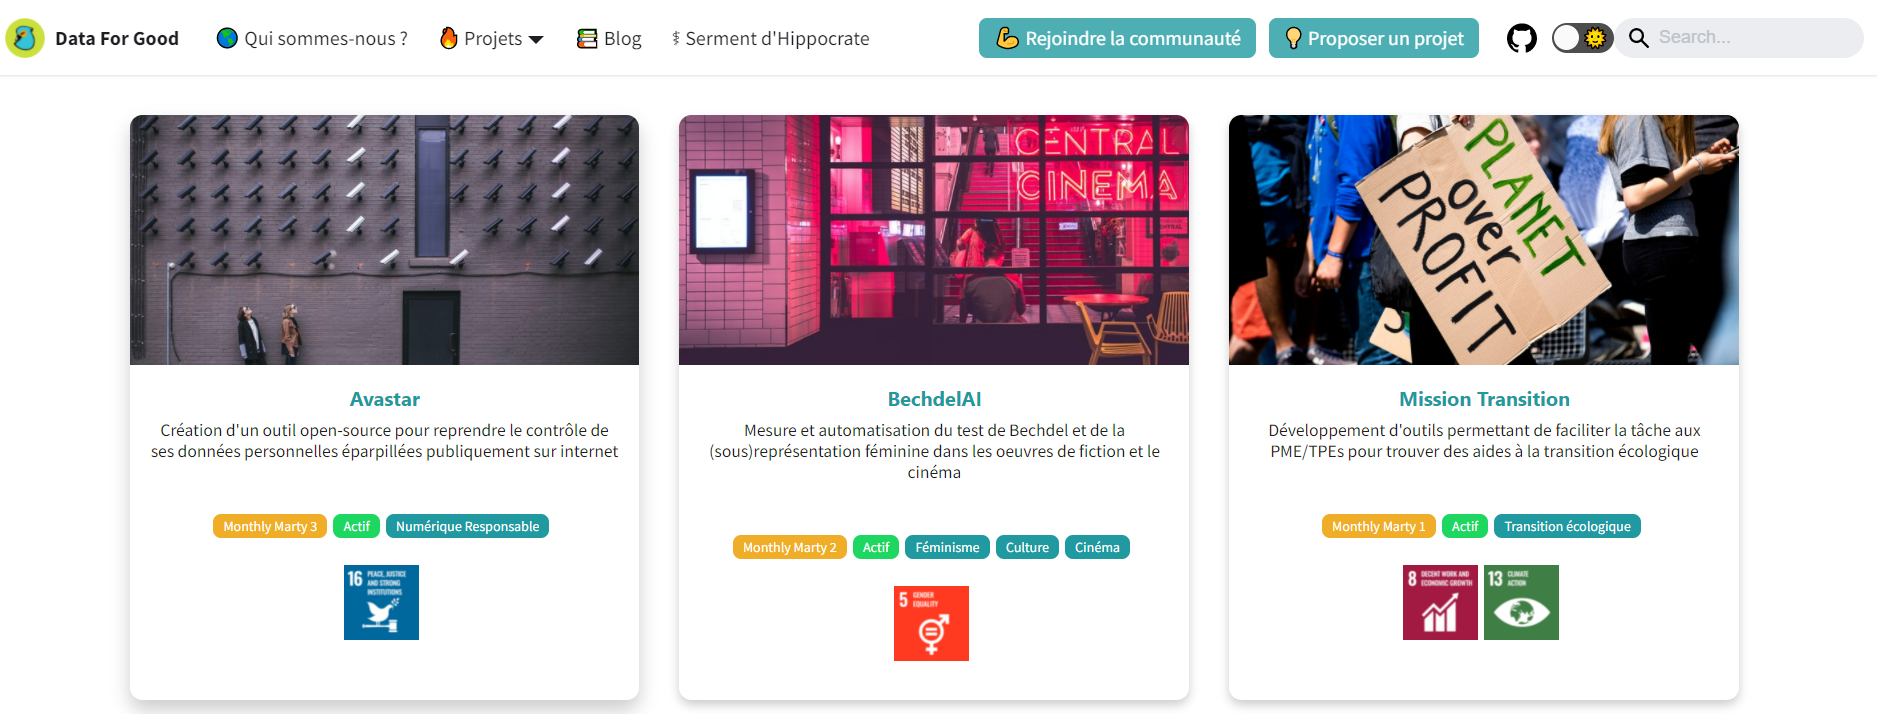 Data For Good
Qui sommes-nous ?
Projets
Blog
Serment d'Hippocrate
Rejoindre la communauté
Proposer un projet
Search...
CENTRAL
CINEMA
PLANET
over
PROFIT
Avastar
Création d'un outil open-source pour reprendre le contrôle de
ses données personnelles éparpillées publiquement sur internet
Monthly Marty 3
Actif
Numérique Responsable
16 PEACE, JUSTICE
AND STRONG
INSTITUTIONS
BechdelAI
Mesure et automatisation du test de Bechdel et de la
(sous)représentation féminine dans les oeuvres de fiction et le
cinéma
Monthly Marty 2
Actif
Féminisme
Culture
Cinéma
5 GENDER
EQUALITY
Mission Transition
Développement d'outils permettant de faciliter la tâche aux
PME/TPEs pour trouver des aides à la transition écologique
Monthly Marty 1
Actif
Transition écologique
8 DECENT WORK AND
ECONOMIC GROWTH
13 CLIMATE
ACTION